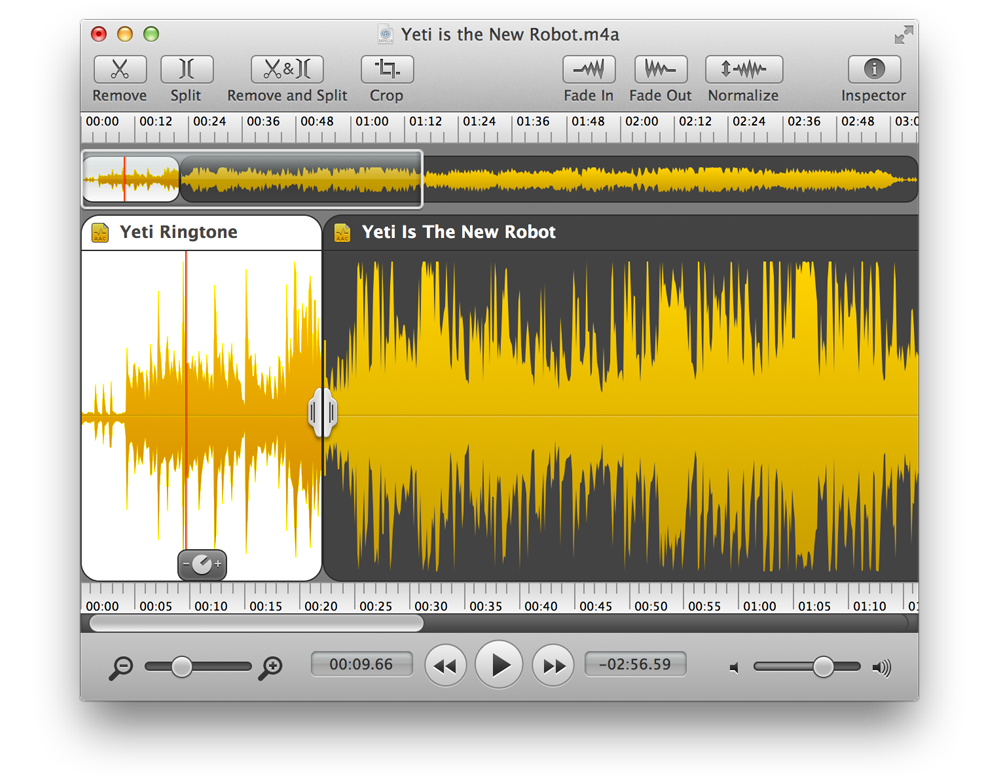 Yeti is the New Robot.m4a
Remove Split Remove and Split Crop Fade In Fade Out Normalize Inspector
00:00 00:12 00:24 00:36 00:48 01:00 01:12 01:24 01:36 01:48 02:00 02:12 02:24 02:36 02:48
Yeti Ringtone Yeti Is The New Robot
00:00 00:05 00:10 00:15 00:20 00:25 00:30 00:35 00:40 00:45 00:50 00:55 01:00 01:05 01:10
00:09.66 −02:56.59